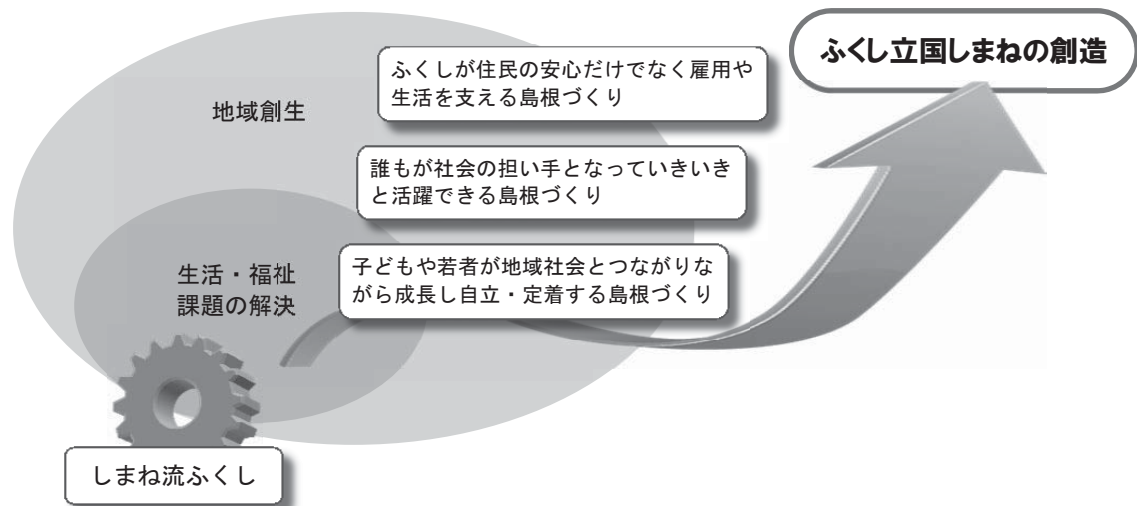 ふくし立国しまねの創造
ふくしが住民の安心だけでなく雇用や
生活を支える島根づくり
地域創生
誰もが社会の担い手となっていきいき
と活躍できる島根づくり
子どもや若者が地域社会とつながりな
がら成長し自立・定着する島根づくり
生活・福祉
課題の解決
しまね流ふくし